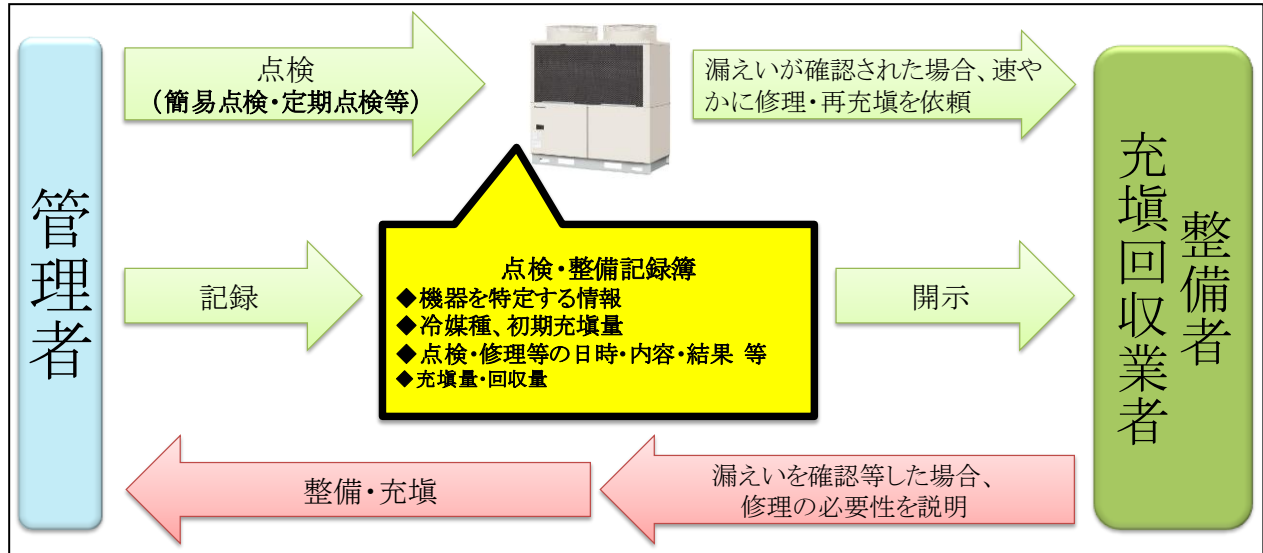 管理者
点検
（簡易点検・定期点検等）
漏えいが確認された場合、速や
かに修理・再充塡を依頼
記録
点検・整備記録簿
◆機器を特定する情報
◆冷媒種、初期充塡量
◆点検・修理等の日時・内容・結果 等
◆充塡量・回収量
開示
整備者
充塡回収業者
整備・充塡
漏えいを確認等した場合、
修理の必要性を説明